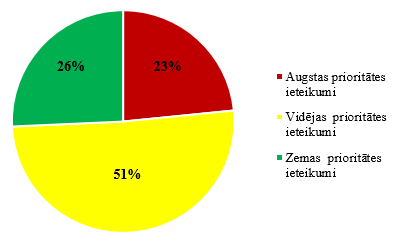 26%
23%
51%
Augstas prioritātes
ieteikumi
Vidējas prioritātes
ieteikumi
Zemas prioritātes
ieteikumi